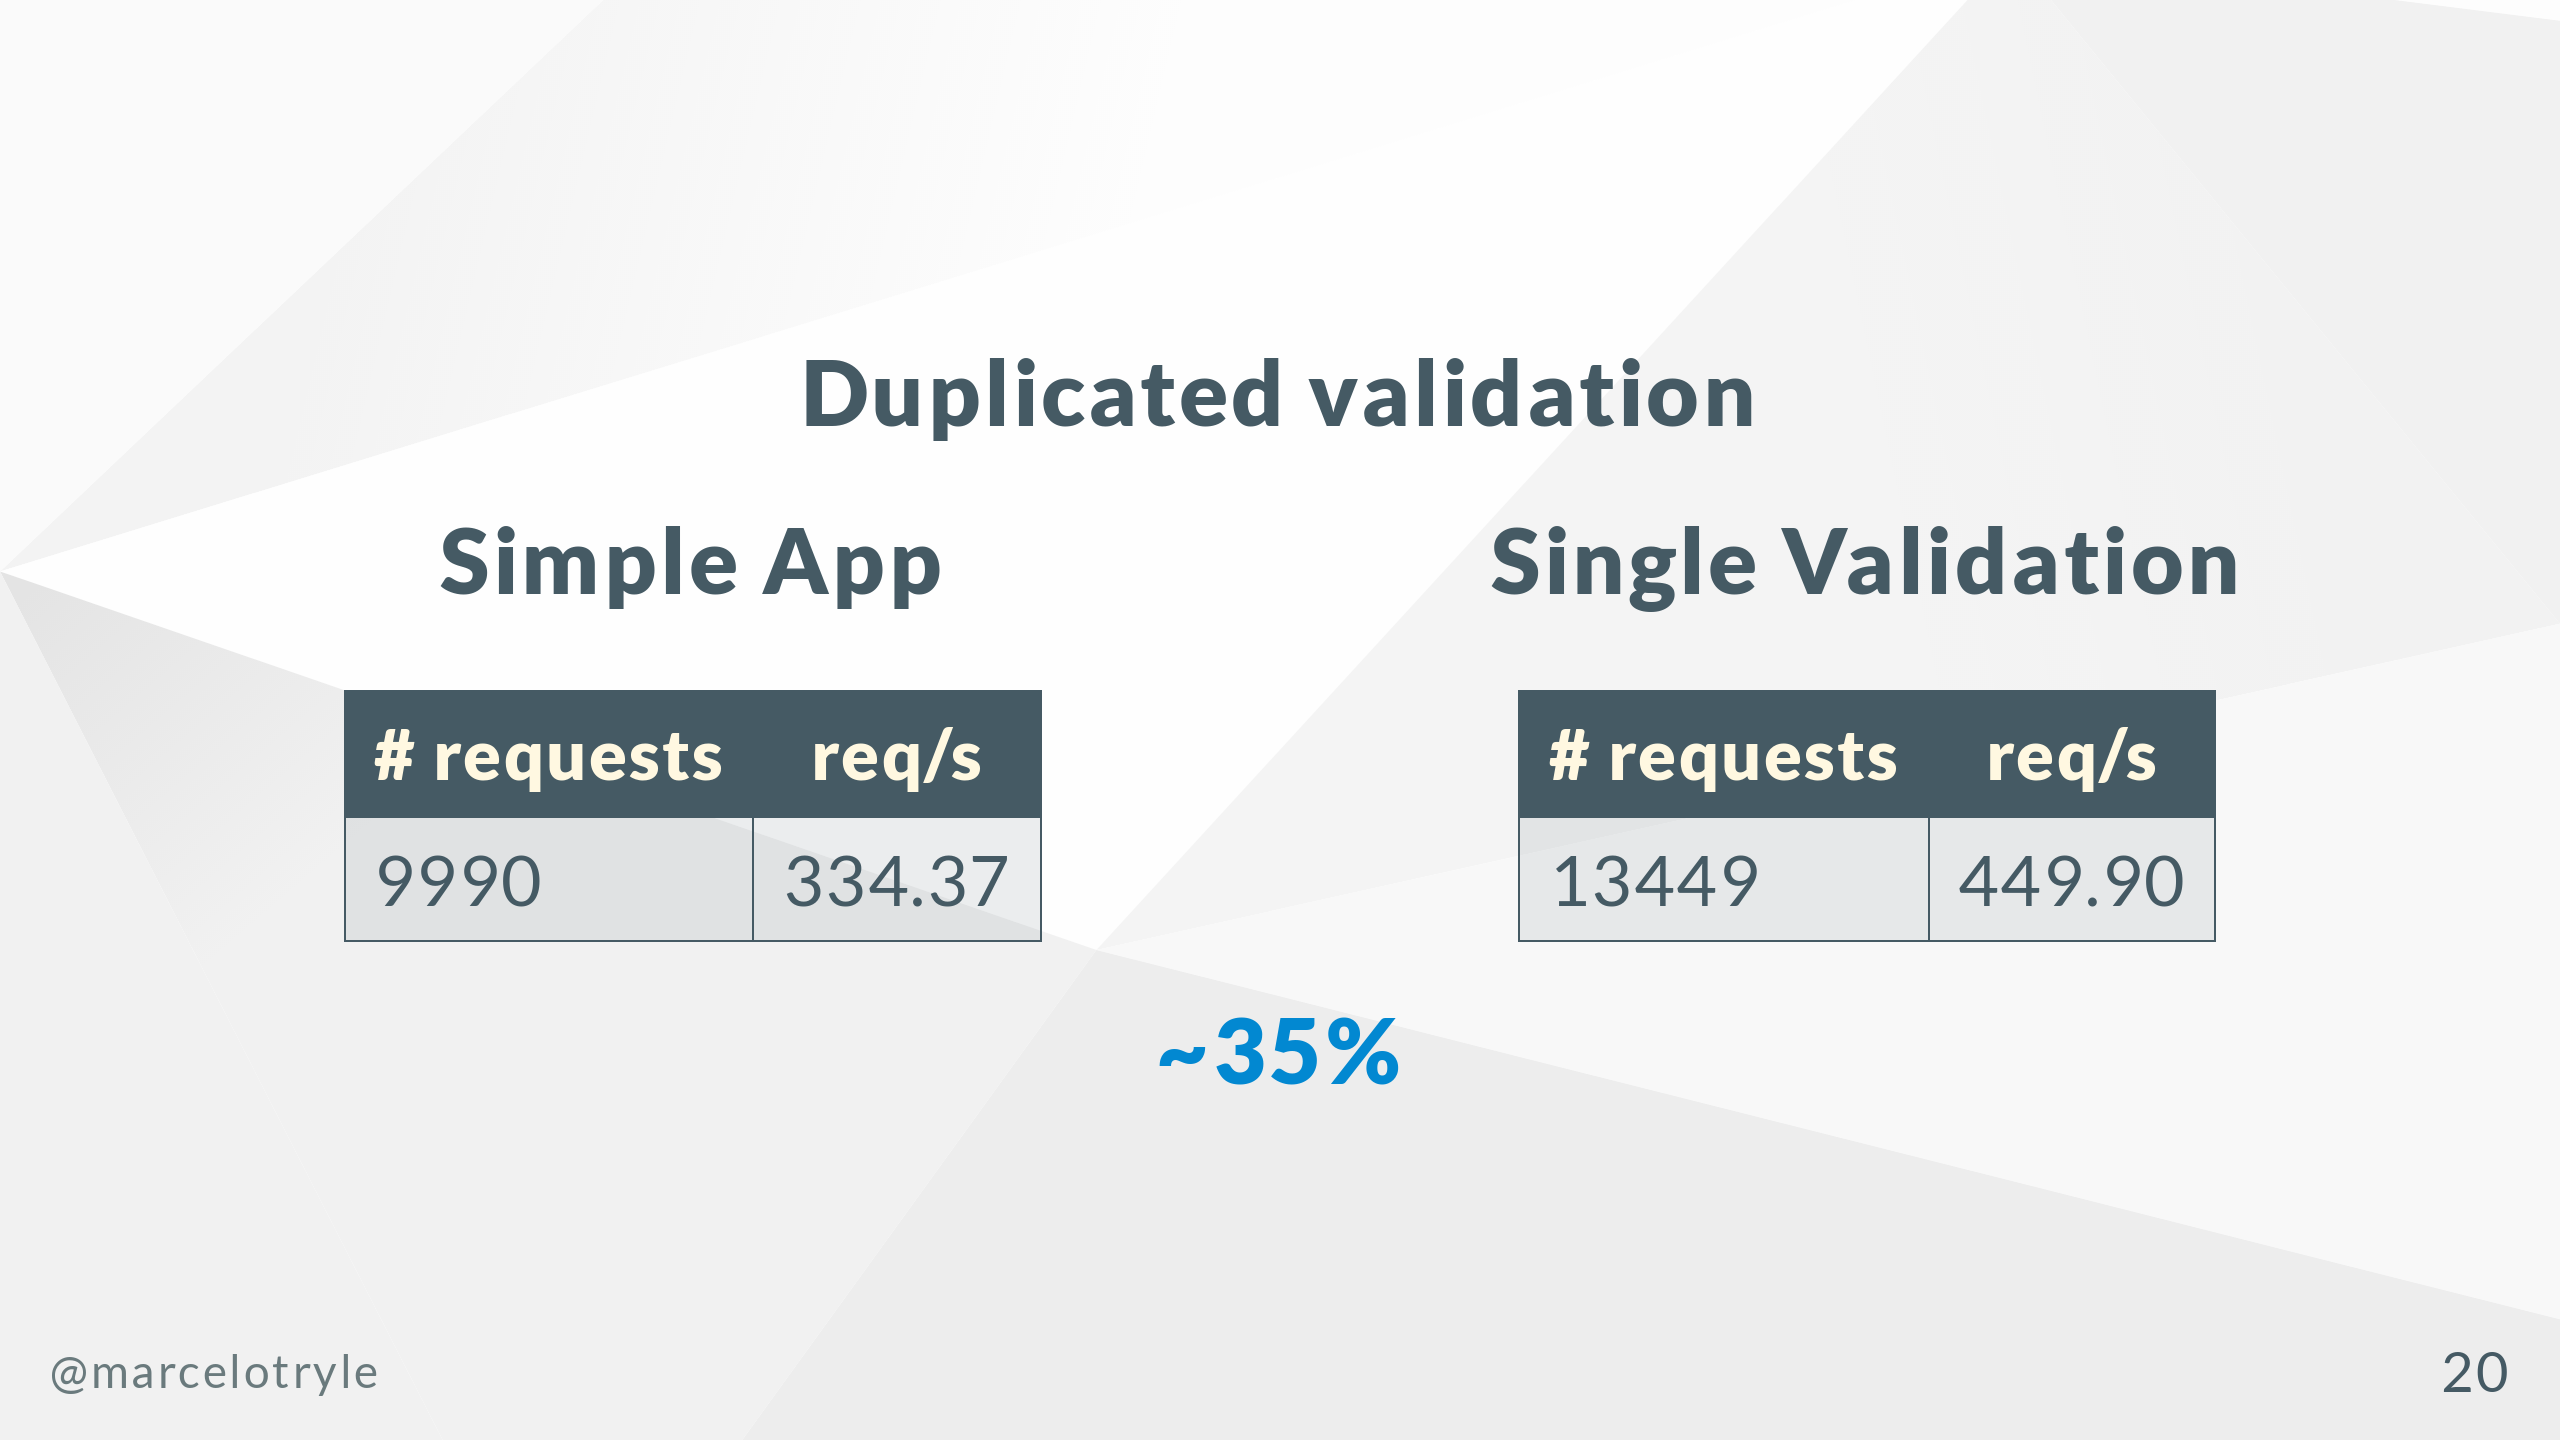 Duplicated validation
Simple App
# requests req/s
9990 334.37
Single Validation
# requests req/s
13449 449.90
~35%
@marcelotryle
20